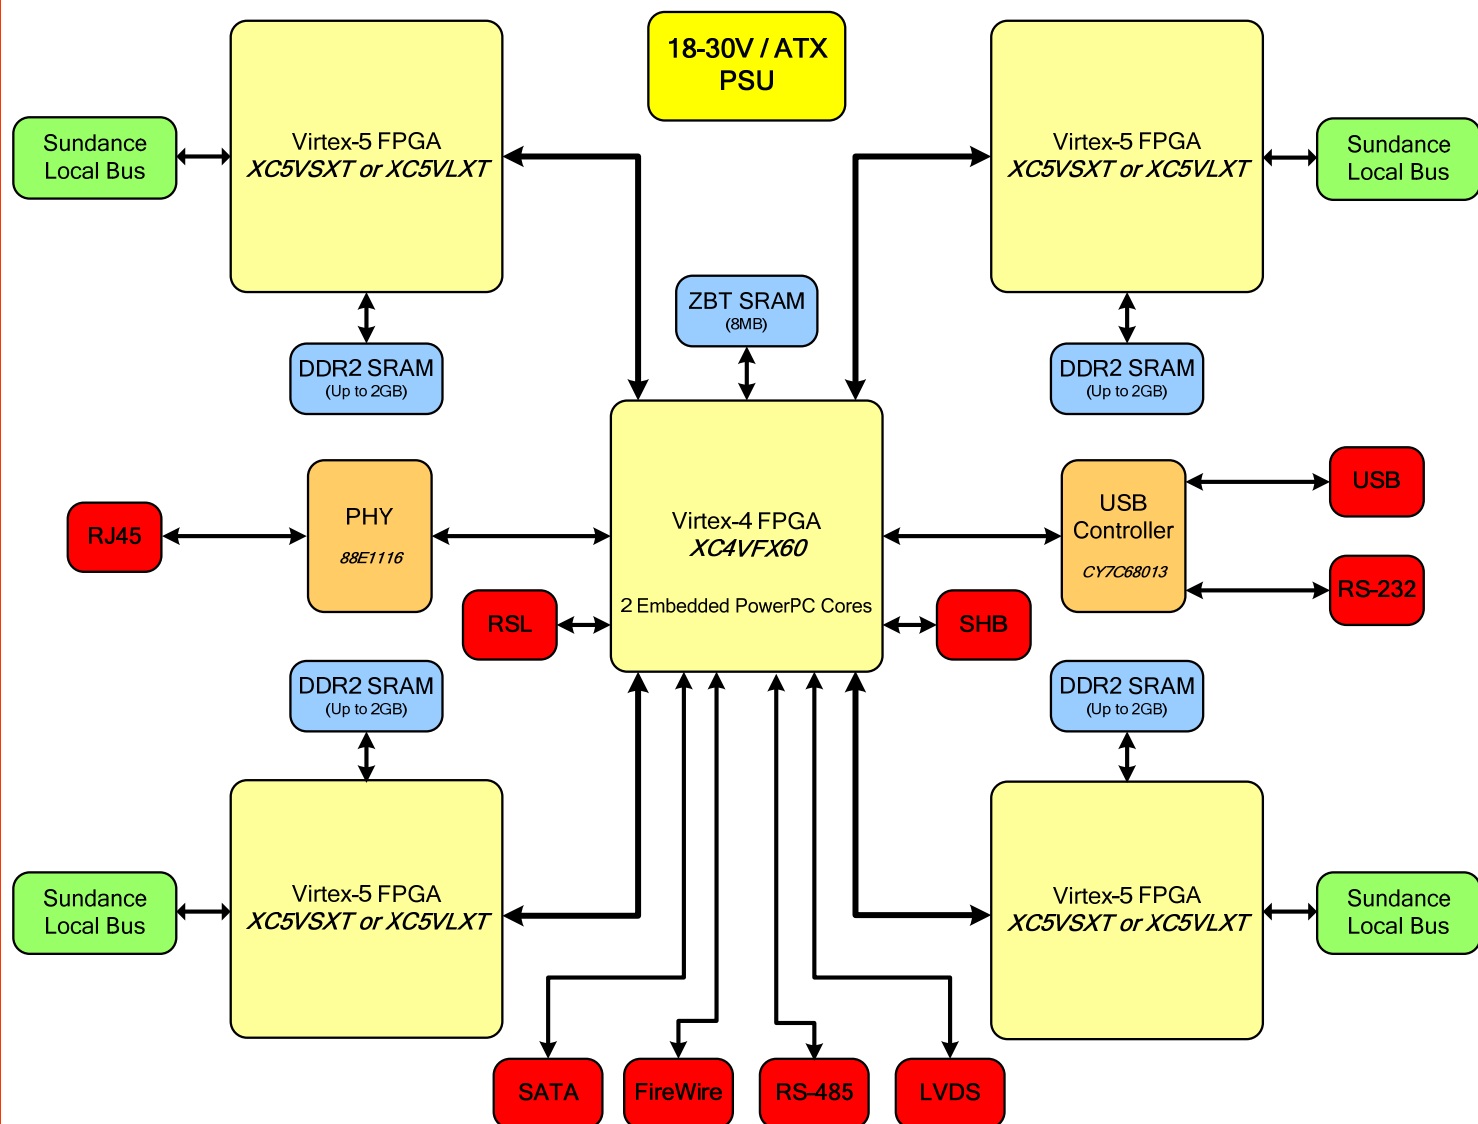 18-30V / ATX
PSU
Sundance
Local Bus
Virtex-5 FPGA
XC5VSXT or XC5VLXT
Virtex-5 FPGA
XC5VSXT or XC5VLXT
Sundance
Local Bus
ZBT SRAM
(8MB)
DDR2 SRAM
(Up to 2GB)
DDR2 SRAM
(Up to 2GB)
RJ45
PHY
88E1116
Virtex-4 FPGA
XC4VFX60
2 Embedded PowerPC Cores
USB
Controller
CY7C68013
USB
RS-232
RSL
SHB
DDR2 SRAM
(Up to 2GB)
DDR2 SRAM
(Up to 2GB)
Sundance
Local Bus
Virtex-5 FPGA
XC5VSXT or XC5VLXT
Virtex-5 FPGA
XC5VSXT or XC5VLXT
Sundance
Local Bus
SATA
FireWire
RS-485
LVDS